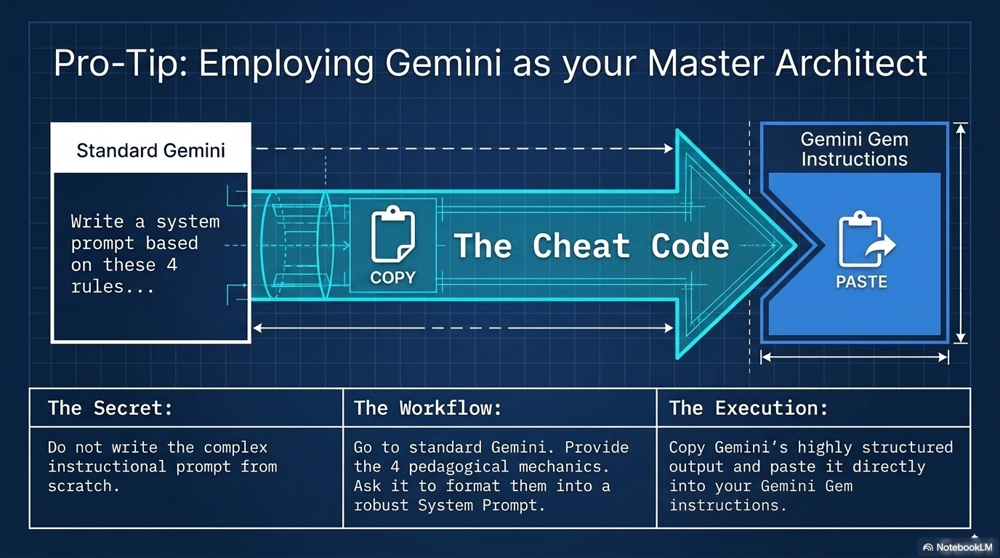 Pro-Tip: Employing Gemini as your Master Architect
Standard Gemini
Write a system
prompt based
on these 4
rules...
COPY
The Cheat Code
Gemini Gem
Instructions
PASTE
The Secret:
Do not write the complex
instructional prompt from
scratch.
The Workflow:
Go to standard Gemini. Provide
the 4 pedagogical mechanics.
Ask it to format them into a
robust System Prompt.
The Execution:
Copy Gemini’s highly structured
output and paste it directly
into your Gemini Gem
instructions.
NotebookLM